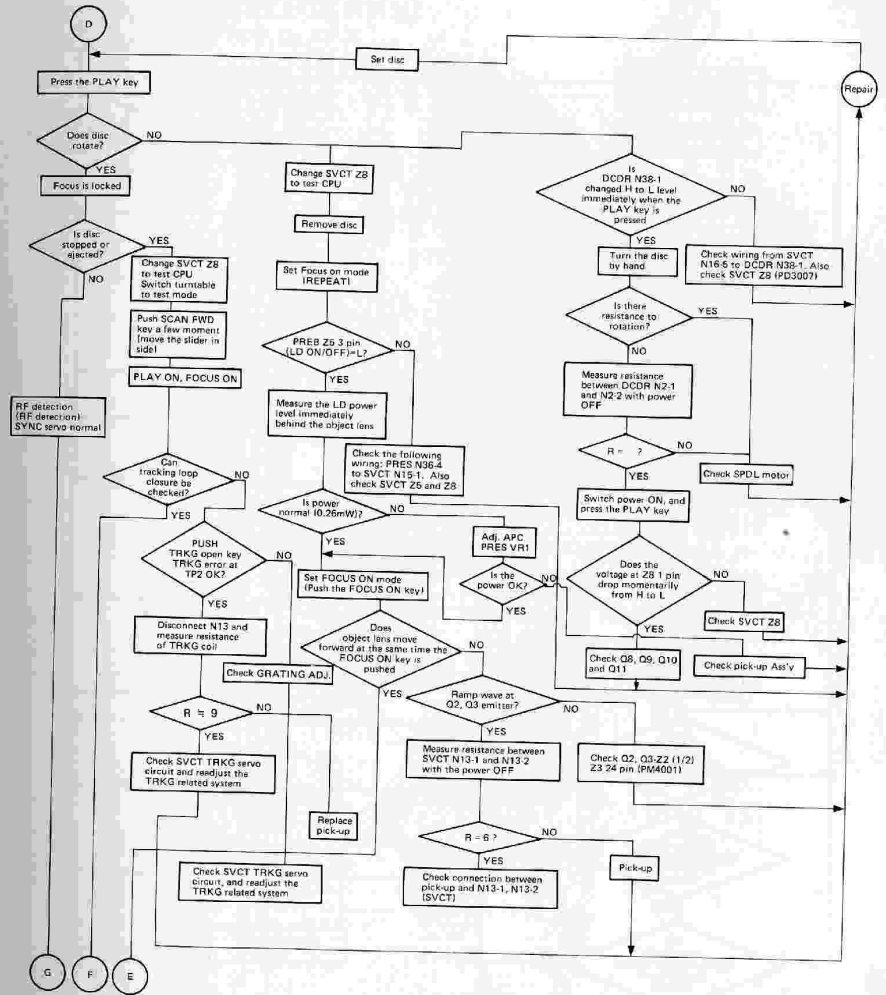 D
Set disc
Press the PLAY key
Repair
Does disc
rotate?
NO
YES
Focus is locked
Is disc
stopped or
ejected?
YES
NO
Change SVCT Z8
to test CPU
Switch turntable
to test mode
Push SCAN FWD
key a few moment
(move the slider in
side)
PLAY ON, FOCUS ON
RF detection
(RF detection)
SYNC servo normal
Can
tracking loop
closure be
checked?
NO
YES
PUSH
TRKG open key
TRKG error at
TP2 OK?
NO
YES
Disconnect N13 and
measure resistance
of TRKG coil
Check GRATING ADJ.
R ≒ 9
NO
YES
Check SVCT TRKG servo
circuit and readjust the
TRKG related system
Replace
pick-up
Check SVCT TRKG servo
circuit, and readjust the
TRKG related system
G
F
E
Change SVCT Z8
to test CPU
Remove disc
Set Focus on mode
(REPEAT)
PREB Z5 3 pin
(LD ON/OFF)=L?
NO
YES
Measure the LD power
level immediately
behind the object lens
Check the following
wiring: PRES N36-4
to SVCT N15-1. Also
check SVCT Z5 and Z8
Is power
normal (0.26mW)?
NO
YES
Adj. APC
PRES VR1
Is the
power OK?
NO
YES
Set FOCUS ON mode
(Push the FOCUS ON key)
Does
object lens move
forward at the same time the
FOCUS ON key is
pushed
NO
YES
Ramp wave at
Q2, Q3 emitter?
NO
YES
Measure resistance between
SVCT N13-1 and N13-2
with the power OFF
Check Q2, Q3-Z2 (1/2)
Z3 24 pin (PM4001)
R = 6 ?
NO
YES
Check connection between
pick-up and N13-1, N13-2
(SVCT)
Pick-up
Is
DCDR N38-1
changed H to L level
immediately when the
PLAY key is
pressed
NO
YES
Turn the disc
by hand
Check wiring from SVCT
N16-5 to DCDR N38-1. Also
check SVCT Z8 (PD3007)
Is there
resistance to
rotation?
YES
NO
Measure resistance
between DCDR N2-1
and N2-2 with power
OFF
R = ?
NO
YES
Check SPDL motor
Switch power ON, and
press the PLAY key
Does the
voltage at Z8 1 pin
drop momentarily
from H to L
NO
YES
Check SVCT Z8
Check Q8, Q9, Q10
and Q11
Check pick-up Ass'y